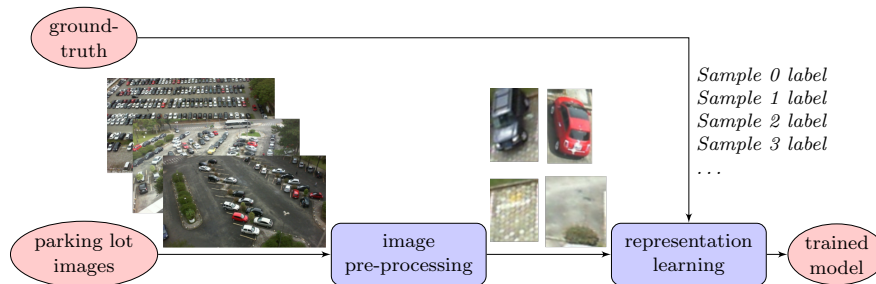 ground-
truth
Sample 0 label
Sample 1 label
Sample 2 label
Sample 3 label
. . .
parking lot
images
image
pre-processing
representation
learning
trained
model